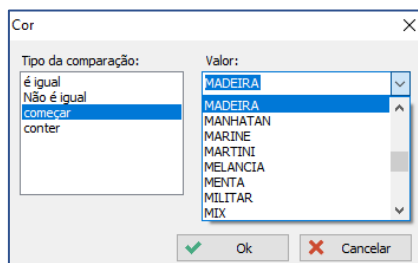 Cor
Tipo da comparação:
é igual
Não é igual
começar
conter
Valor:
MADEIRA
MADEIRA
MANHATAN
MARINE
MARTINI
MELANCIA
MENTA
MILITAR
MIX
Ok
Cancelar